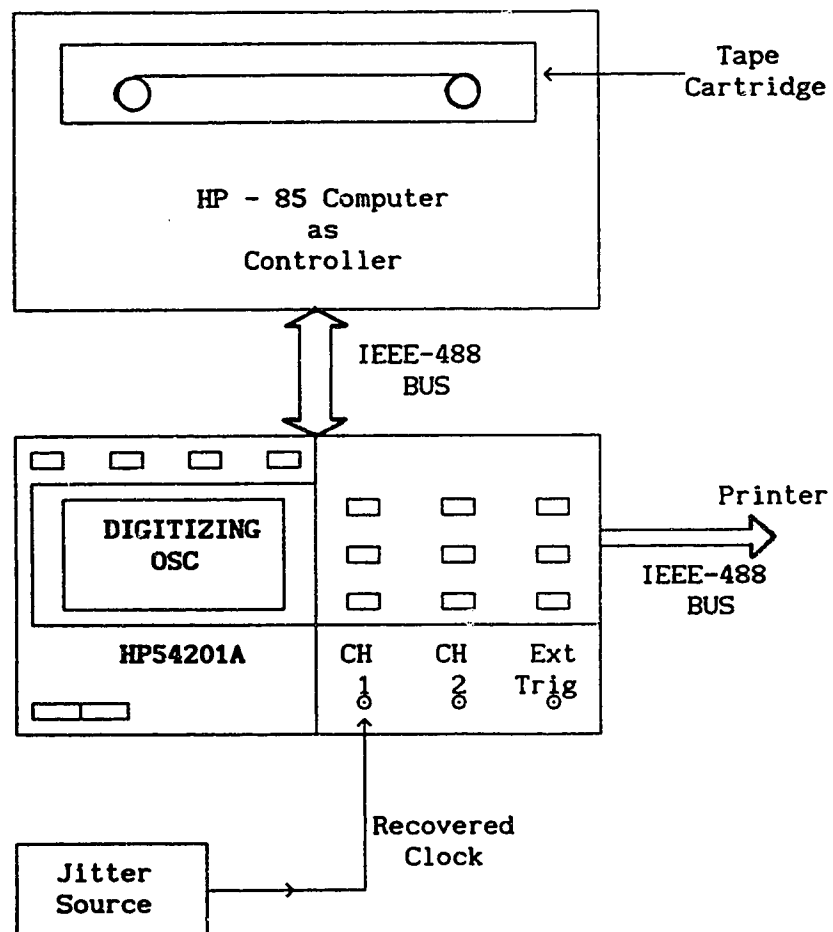 Tape
Cartridge
HP - 85 Computer
as
Controller
IEEE-488
BUS
DIGITIZING
OSC
Printer
IEEE-488
BUS
HP54201A
CH CH Ext
1 2 Trig
Recovered
Clock
Jitter
Source